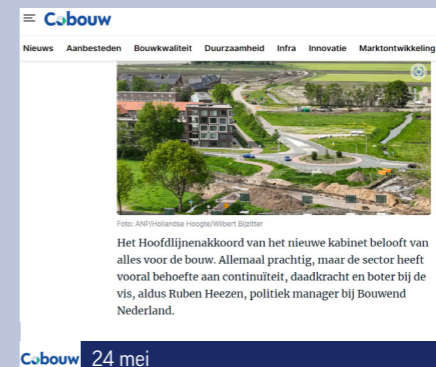 Cobouw
Nieuws Aanbesteden Bouwkwaliteit Duurzaamheid Infra Innovatie Marktontwikkeling
Foto: ANP/Hollandse Hoogte/Wilbert Bijzitter
Het Hoofdlijnenakkoord van het nieuwe kabinet belooft van
alles voor de bouw. Allemaal prachtig, maar de sector heeft
vooral behoefte aan continuïteit, daadkracht en boter bij de
vis, aldus Ruben Heezen, politiek manager bij Bouwend
Nederland.
Cobouw 24 mei